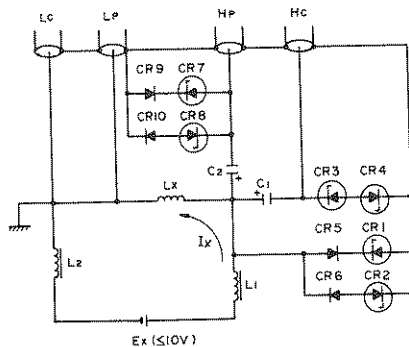 Lc LP HP Hc
CR9 CR7
CR10 CR8
C2 +
Lx + C1 CR3 CR4
Ix CR5 CR1
L2 L1 CR6 CR2
Ex (≤10V)